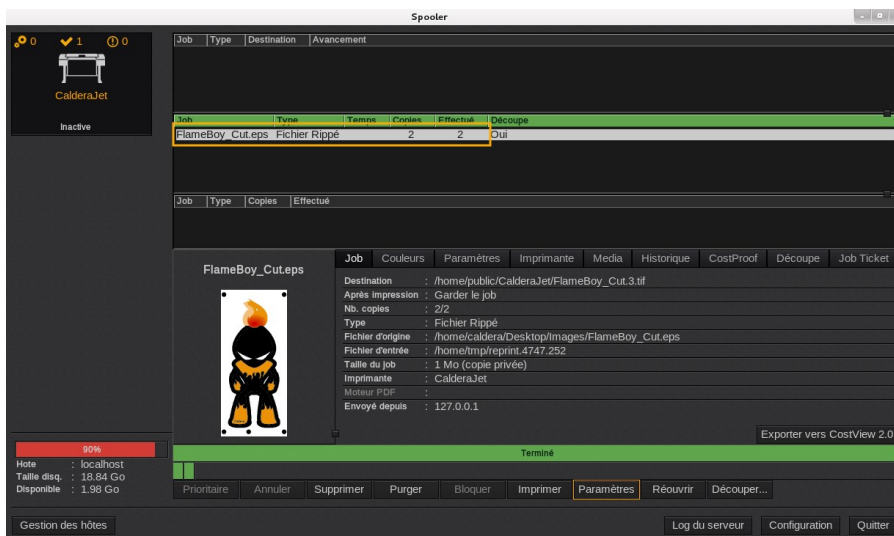 Spooler
0 1 0
CalderaJet
Inactive
Job Type Destination Avancement
Job Type Temps Copies Effectué Découpe
FlameBoy_Cut.eps Fichier Rippé 2 2 Oui
Job Type Copies Effectué
FlameBoy_Cut.eps
Job Couleurs Paramètres Imprimante Media Historique CostProof Découpe Job Ticket
Destination : /home/public/CalderaJet/FlameBoy_Cut.3.tif
Après impression : Garder le job
Nb. copies : 2/2
Type : Fichier Rippé
Fichier d'origine : /home/caldera/Desktop/Images/FlameBoy_Cut.eps
Fichier d'entrée : /home/tmp/reprint.4747.252
Taille du job : 1 Mo (copie privée)
Imprimante : CalderaJet
Moteur PDF :
Envoyé depuis : 127.0.0.1
Exporter vers CostView 2.0
90%
Hote : localhost
Taille disq. : 18.84 Go
Disponible : 1.98 Go
Terminé
Prioritaire Annuler Supprimer Purger Bloquer Imprimer Paramètres Réouvrir Découper...
Gestion des hôtes Log du serveur Configuration Quitter